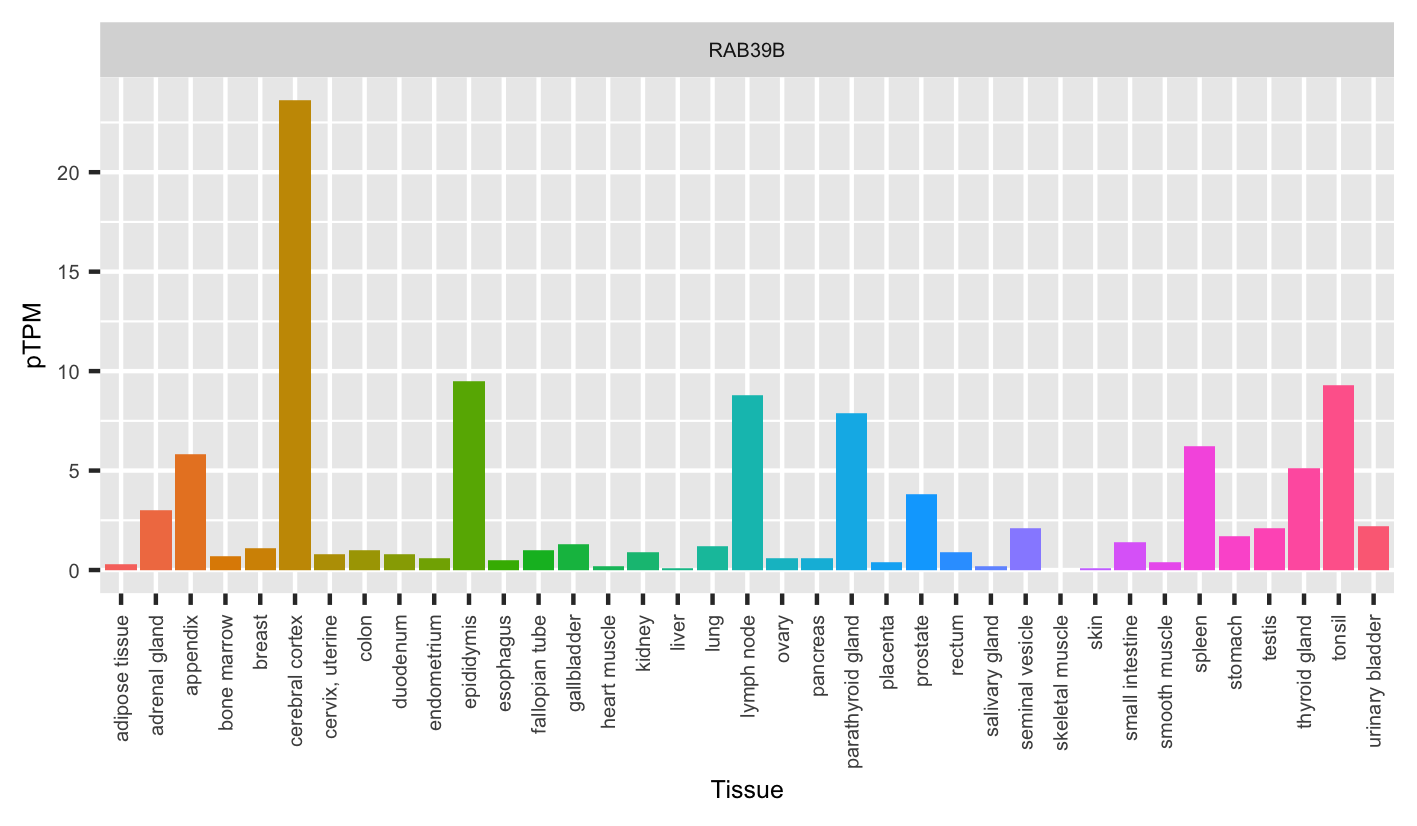 RAB39B
20
15
10
5
0
pTPM
adipose tissue
adrenal gland
appendix
bone marrow
breast
cerebral cortex
cervix, uterine
colon
duodenum
endometrium
epididymis
esophagus
fallopian tube
gallbladder
heart muscle
kidney
liver
lung
lymph node
ovary
pancreas
parathyroid gland
placenta
prostate
rectum
salivary gland
seminal vesicle
skeletal muscle
skin
small intestine
smooth muscle
spleen
stomach
testis
thyroid gland
tonsil
urinary bladder
Tissue